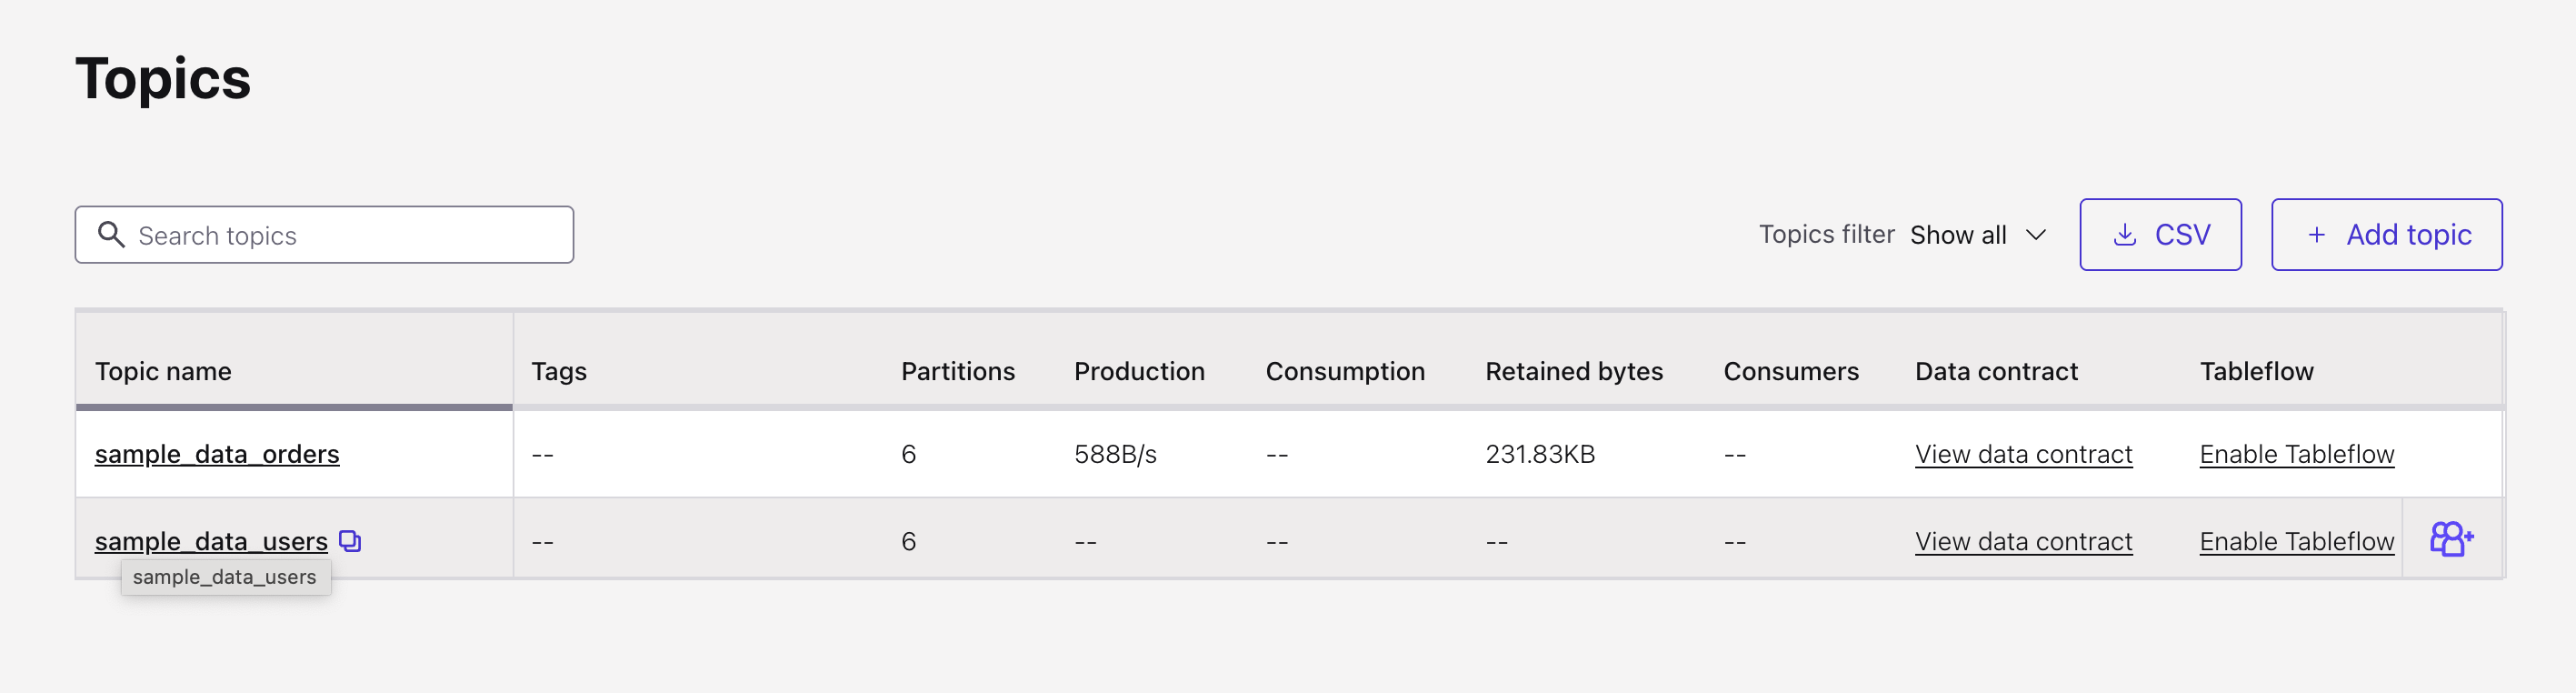 Topics
Search topics
Topics filter Show all CSV + Add topic
Topic name Tags Partitions Production Consumption Retained bytes Consumers Data contract Tableflow
sample_data_orders -- 6 588B/s -- 231.83KB -- View data contract Enable Tableflow
sample_data_users -- 6 -- -- -- -- View data contract Enable Tableflow
sample_data_users